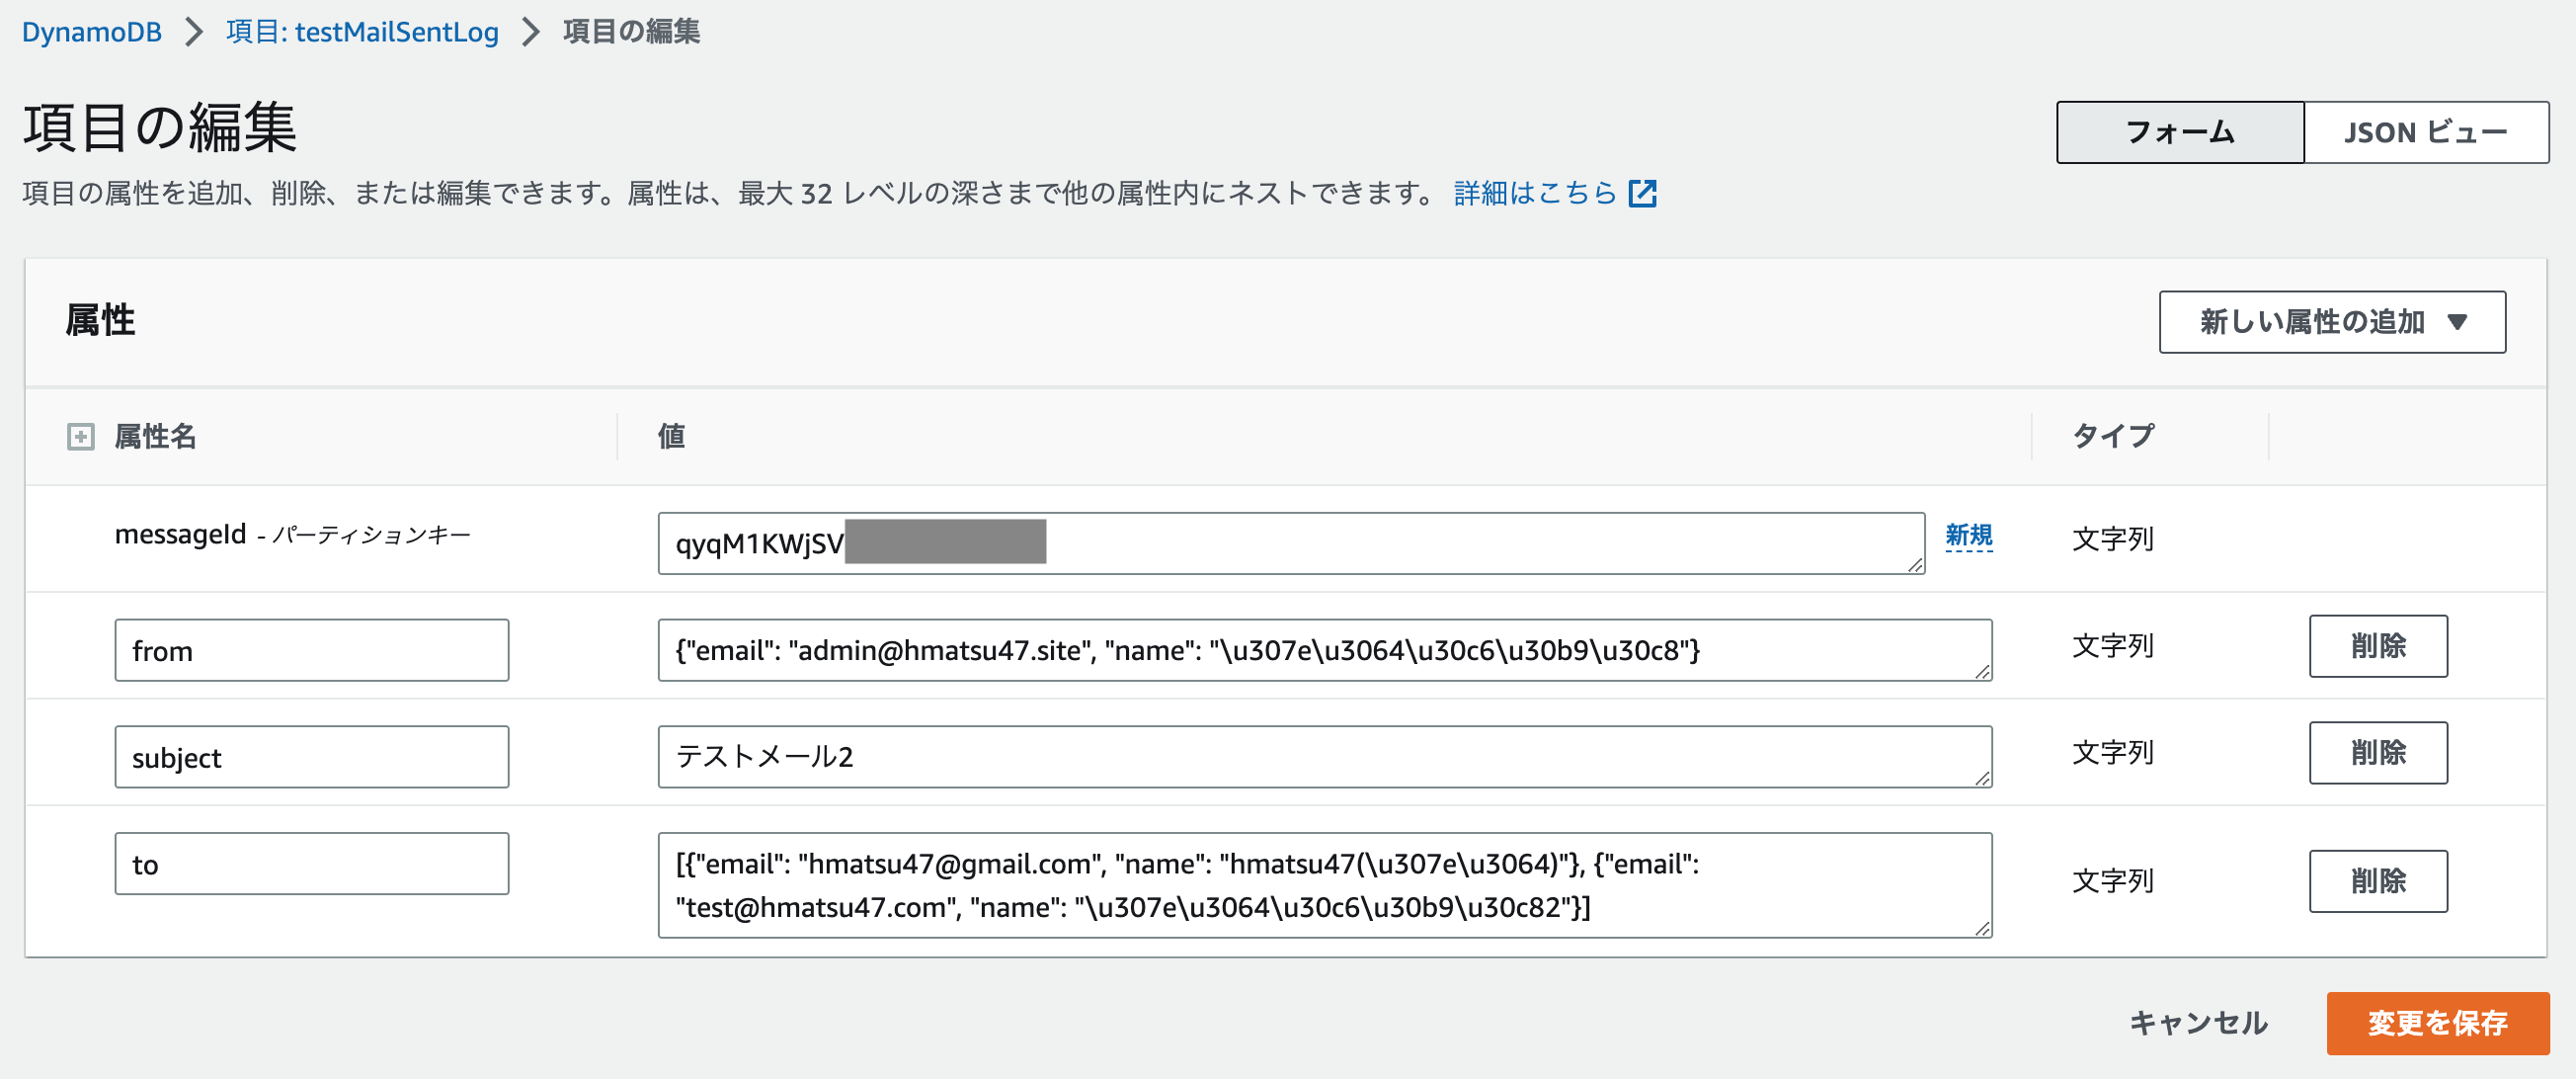 DynamoDB > 項目: testMailSentLog > 項目の編集
項目の編集
フォーム JSON ビュー
項目の属性を追加、削除、または編集できます。属性は、最大 32 レベルの深さまで他の属性内にネストできます。 詳細はこちら
属性
新しい属性の追加 ▼
属性名 値 タイプ
messageId - パーティションキー qyqM1KWjSV 新規 文字列
from {"email": "admin@hmatsu47.site", "name": "\u307e\u3064\u30c6\u30b9\u30c8"} 文字列 削除
subject テストメール2 文字列 削除
to [{"email": "hmatsu47@gmail.com", "name": "hmatsu47(\u307e\u3064)"}, {"email":
"test@hmatsu47.com", "name": "\u307e\u3064\u30c6\u30b9\u30c82"}] 文字列 削除
キャンセル 変更を保存